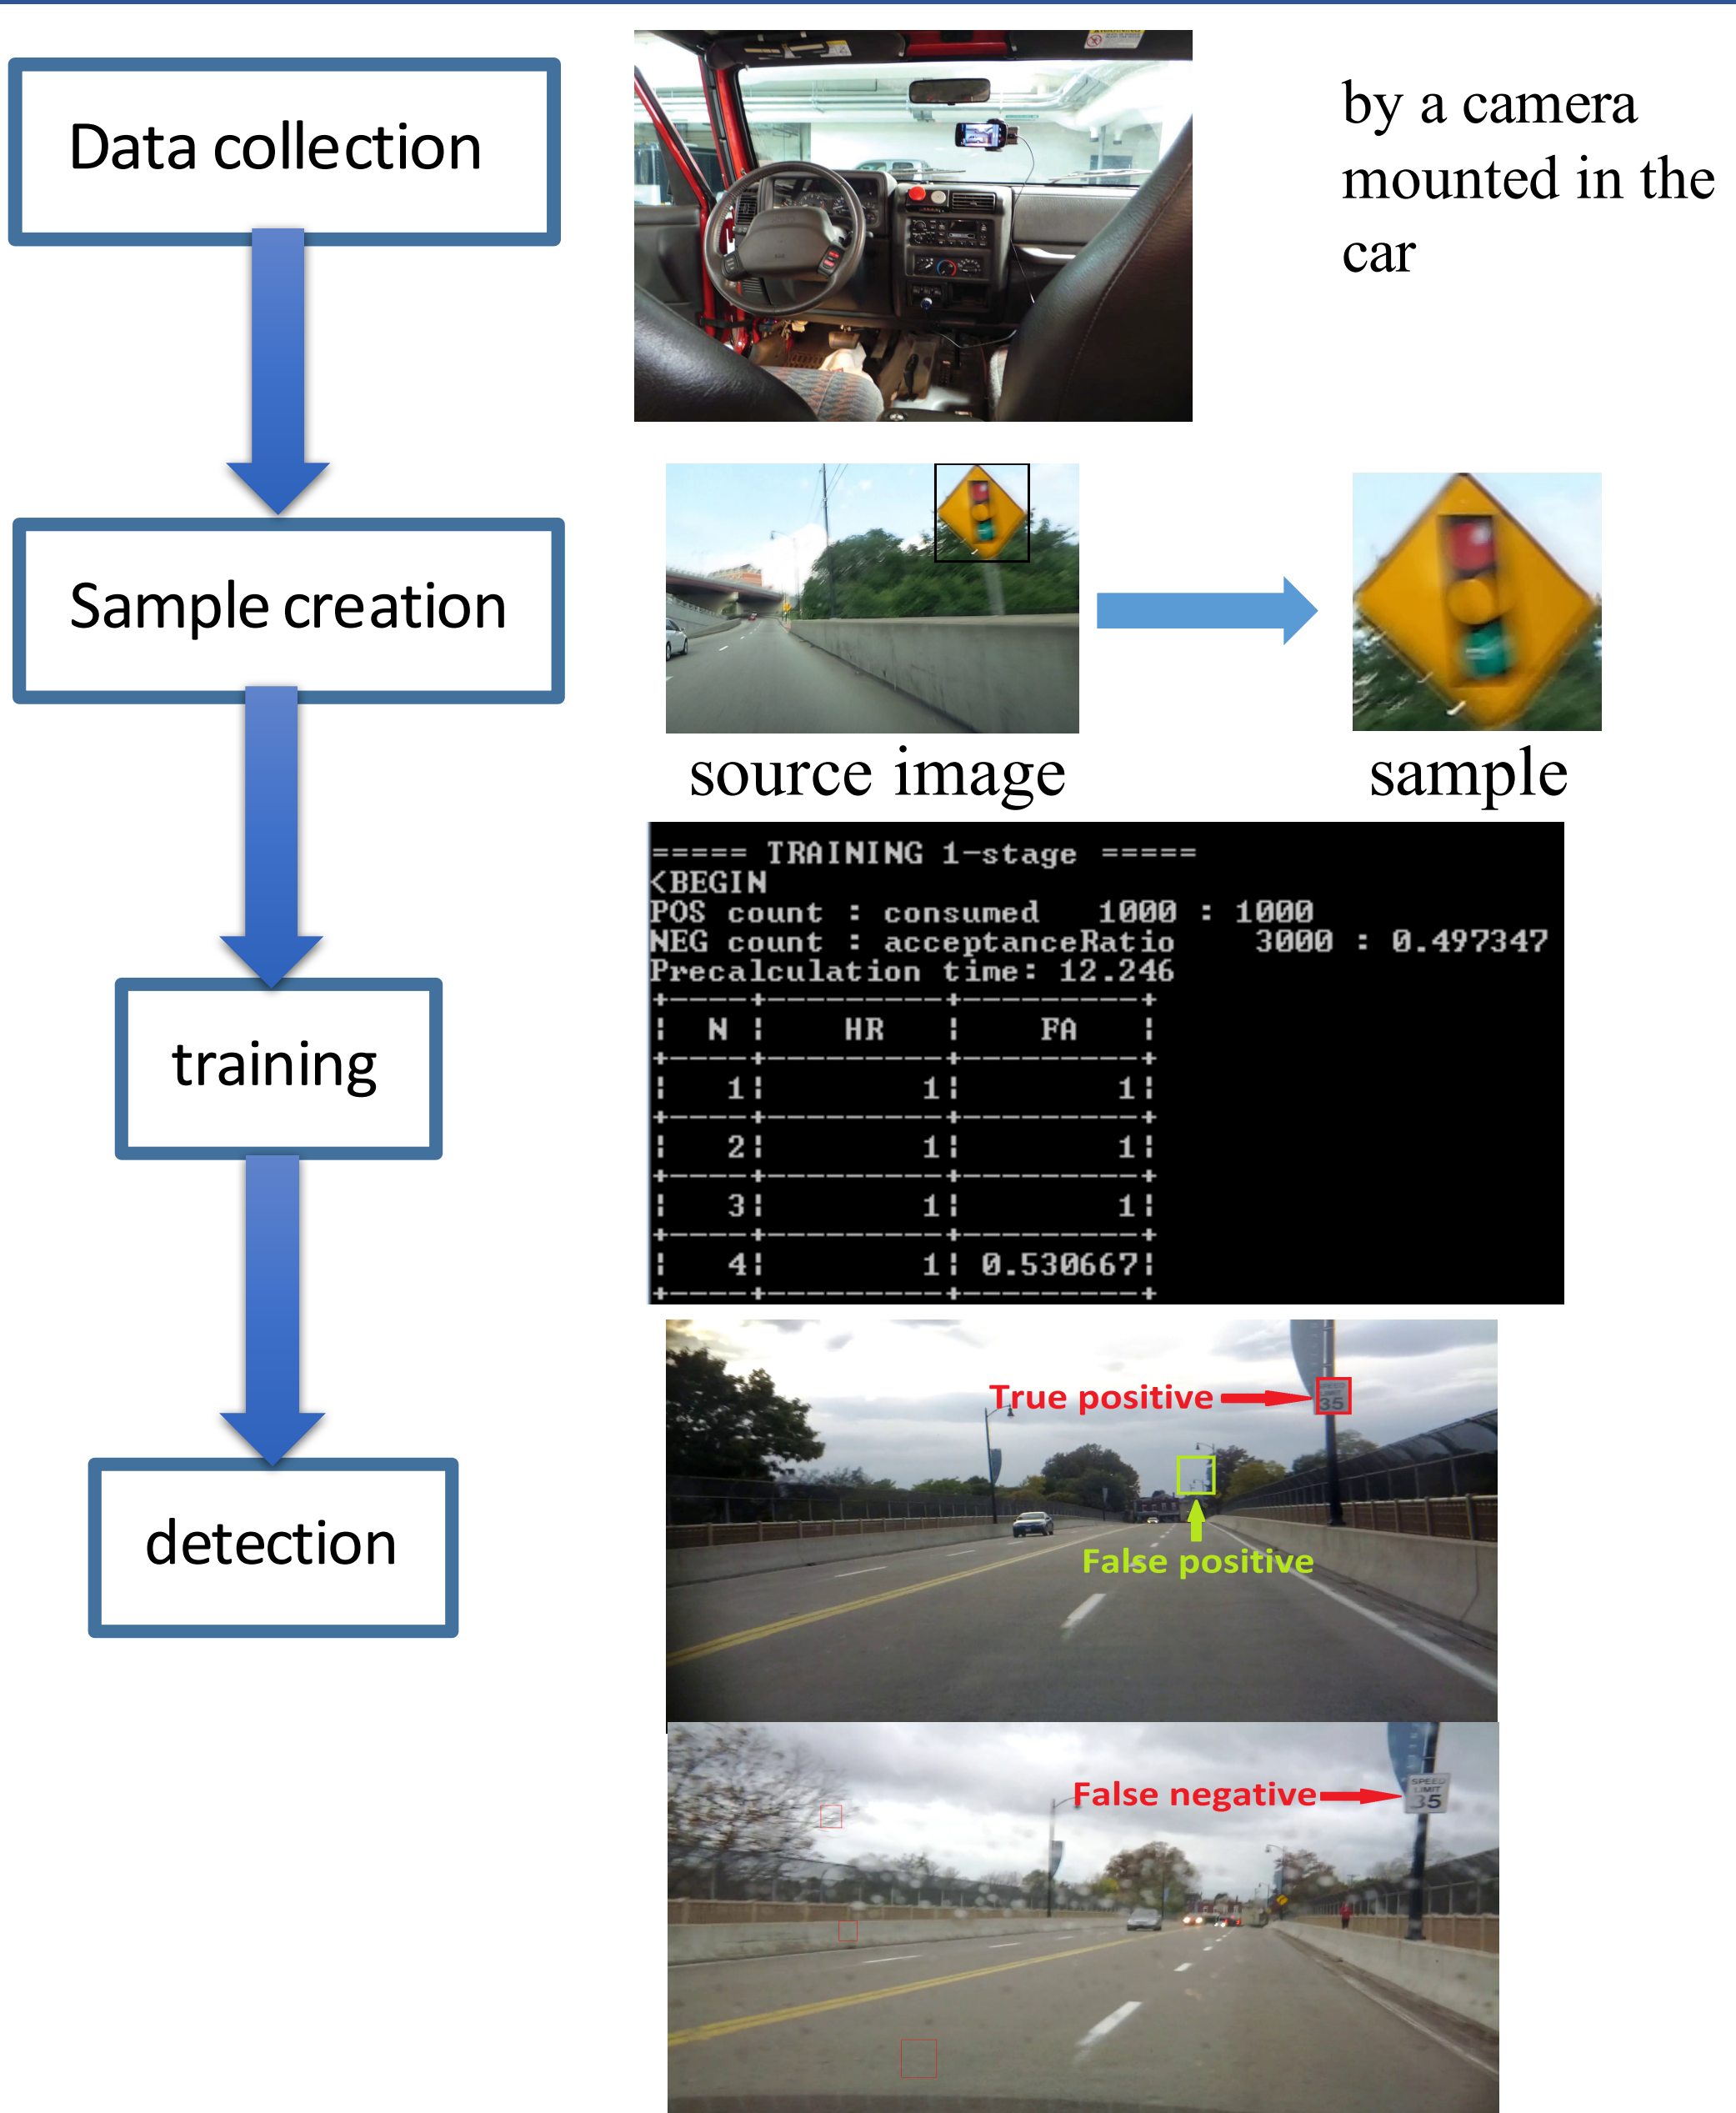 Data collection
by a camera
mounted in the
car
Sample creation
source image
sample
===== TRAINING 1-stage =====
<BEGIN
POS count : consumed   1000 : 1000
NEG count : acceptanceRatio    3000 : 0.497347
Precalculation time: 12.246
+----+---------+---------+
|  N |    HR   |    FA   |
+----+---------+---------+
|   1|        1|        1|
+----+---------+---------+
|   2|        1|        1|
+----+---------+---------+
|   3|        1|        1|
+----+---------+---------+
|   4|        1| 0.530667|
+----+---------+---------+
training
True positive
SPEED
LIMIT
35
False positive
detection
False negative
SPEED
LIMIT
35